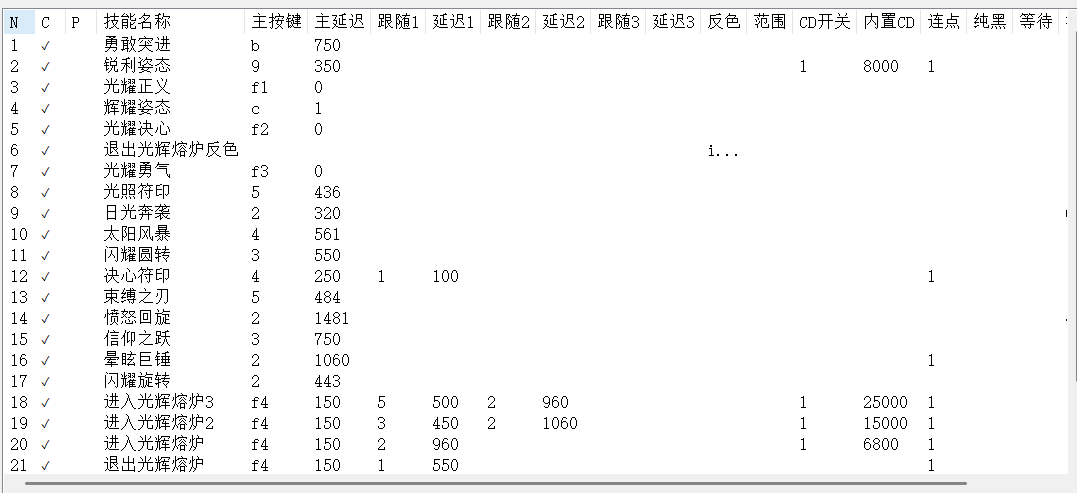 N C P 技能名称 主按键 主延迟 跟随1 延迟1 跟随2 延迟2 跟随3 延迟3 反色 范围 CD开关 内置CD 连点 纯黑 等待
1 ✓ 勇敢突进 b 750
2 ✓ 锐利姿态 9 350 1 8000 1
3 ✓ 光耀正义 f1 0
4 ✓ 辉耀姿态 c 1
5 ✓ 光耀决心 f2 0
6 ✓ 退出光辉熔炉反色 i...
7 ✓ 光耀勇气 f3 0
8 ✓ 光照符印 5 436
9 ✓ 日光奔袭 2 320
10 ✓ 太阳风暴 4 561
11 ✓ 闪耀圆转 3 550
12 ✓ 决心符印 4 250 1 100 1
13 ✓ 束缚之刃 5 484
14 ✓ 愤怒回旋 2 1481
15 ✓ 信仰之跃 3 750
16 ✓ 晕眩巨锤 2 1060 1
17 ✓ 闪耀旋转 2 443
18 ✓ 进入光辉熔炉3 f4 150 5 500 2 960 1 25000 1
19 ✓ 进入光辉熔炉2 f4 150 3 450 2 1060 1 15000 1
20 ✓ 进入光辉熔炉 f4 150 2 960 1 6800 1
21 ✓ 退出光辉熔炉 f4 150 1 550 1